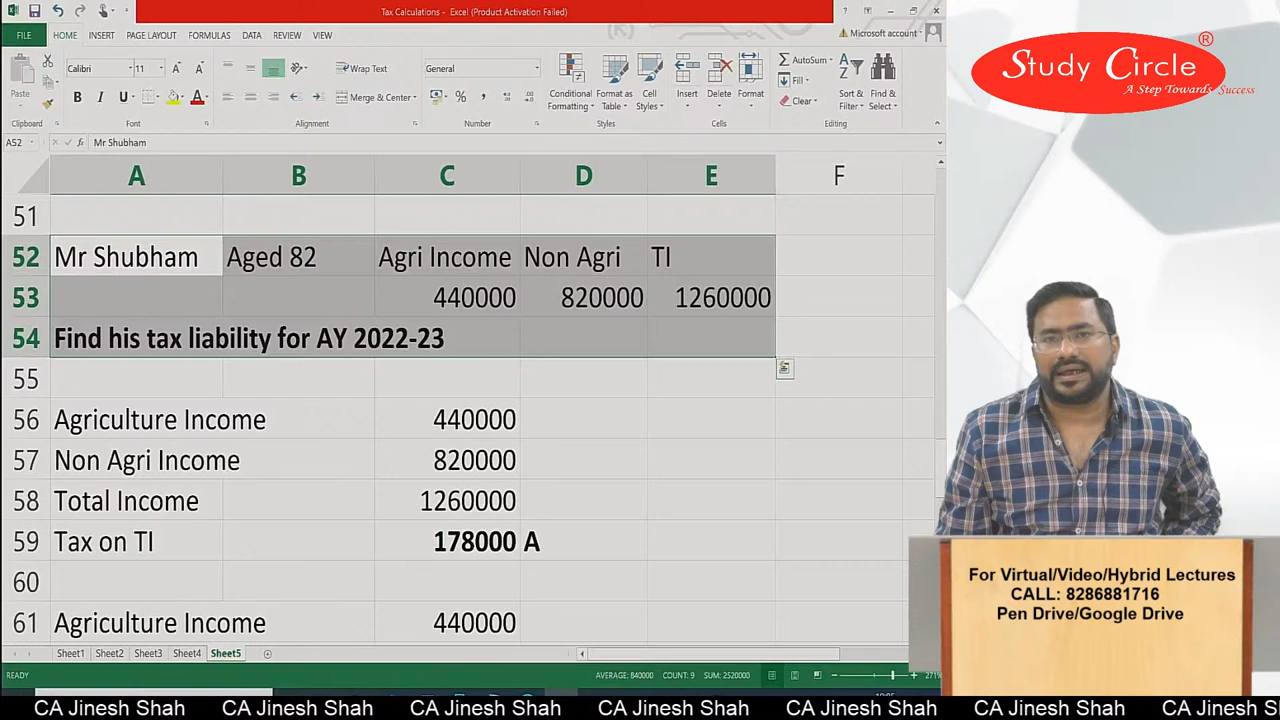 Tax Calculations - Excel (Product Activation Failed)
FILE HOME INSERT PAGE LAYOUT FORMULAS DATA REVIEW VIEW
Microsoft account
Calibri 11 Wrap Text General AutoSum
Fill
Paste B I U Merge & Center % Conditional Formatting Format as Table Cell Styles Insert Delete Format Clear Sort & Filter Find & Select
Clipboard Font Alignment Number Styles Cells Editing
A52 Mr Shubham
A B C D E F
51
52 Mr Shubham Aged 82 Agri Income Non Agri TI
53 440000 820000 1260000
54 Find his tax liability for AY 2022-23
55
56 Agriculture Income 440000
57 Non Agri Income 820000
58 Total Income 1260000
59 Tax on TI 178000 A
60
61 Agriculture Income 440000
Sheet1 Sheet2 Sheet3 Sheet4 Sheet5
READY AVERAGE: 840000 COUNT: 9 SUM: 2520000
Study Circle ®
A Step Towards Success
For Virtual/Video/Hybrid Lectures
CALL: 8286881716
Pen Drive/Google Drive
CA Jinesh Shah CA Jinesh Shah CA Jinesh Shah CA Jinesh Shah CA Jinesh Shah CA Jinesh Shah CA Jinesh S